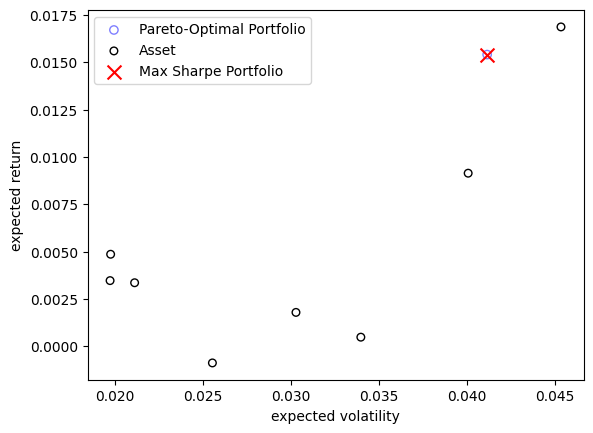 Pareto-Optimal Portfolio
Asset
Max Sharpe Portfolio
expected return
0.0175
0.0150
0.0125
0.0100
0.0075
0.0050
0.0025
0.0000
0.020
0.025
0.030
0.035
0.040
0.045
expected volatility